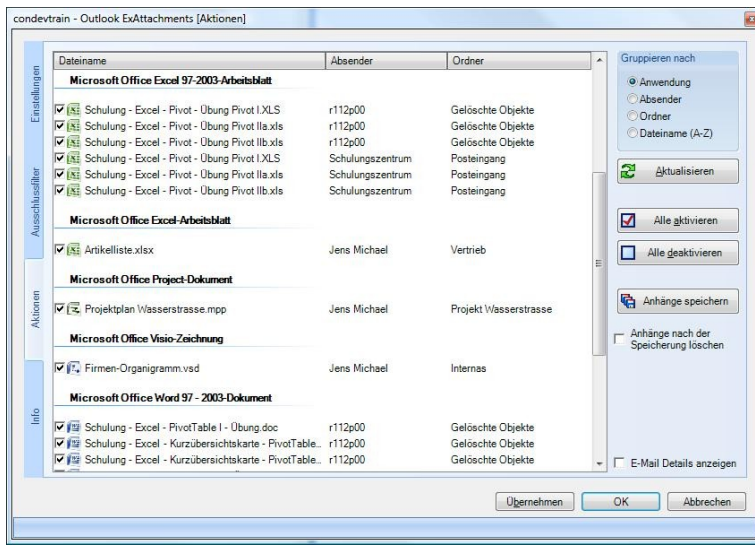 condevtrain - Outlook ExAttachments [Aktionen]
Einstellungen
Ausschlussfilter
Aktionen
Info
Dateiname Absender Ordner
Microsoft Office Excel 97-2003-Arbeitsblatt
Schulung - Excel - Pivot - Übung Pivot I.XLS r112p00 Gelöschte Objekte
Schulung - Excel - Pivot - Übung Pivot IIa.xls r112p00 Gelöschte Objekte
Schulung - Excel - Pivot - Übung Pivot IIb.xls r112p00 Gelöschte Objekte
Schulung - Excel - Pivot - Übung Pivot I.XLS Schulungszentrum Posteingang
Schulung - Excel - Pivot - Übung Pivot IIa.xls Schulungszentrum Posteingang
Schulung - Excel - Pivot - Übung Pivot IIb.xls Schulungszentrum Posteingang
Microsoft Office Excel-Arbeitsblatt
Artikelliste.xlsx Jens Michael Vertrieb
Microsoft Office Project-Dokument
Projektplan Wasserstrasse.mpp Jens Michael Projekt Wasserstrasse
Microsoft Office Visio-Zeichnung
Firmen-Organigramm.vsd Jens Michael Internas
Microsoft Office Word 97 - 2003-Dokument
Schulung - Excel - PivotTable I - Übung.doc r112p00 Gelöschte Objekte
Schulung - Excel - Kurzübersichtskarte - PivotTable... r112p00 Gelöschte Objekte
Schulung - Excel - Kurzübersichtskarte - PivotTable... r112p00 Gelöschte Objekte
Gruppieren nach
Anwendung
Absender
Ordner
Dateiname (A-Z)
Aktualisieren
Alle aktivieren
Alle deaktivieren
Anhänge speichern
Anhänge nach der
Speicherung löschen
E-Mail Details anzeigen
Übernehmen OK Abbrechen